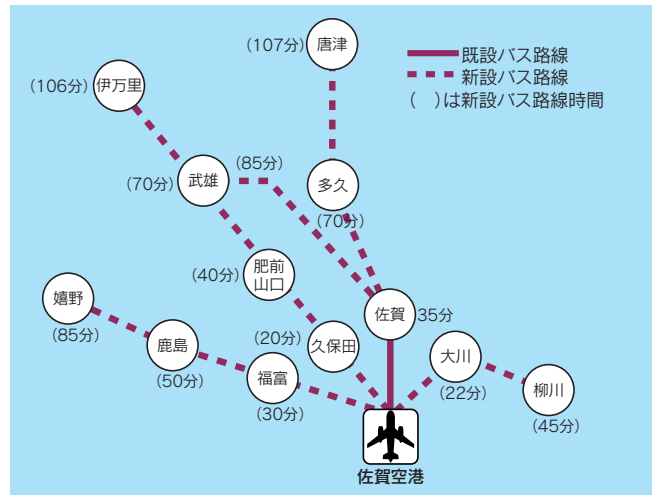 唐津
(107分)
既設バス路線
新設バス路線
(　)は新設バス路線時間
伊万里
(106分)
武雄
(70分)
(85分)
多久
(70分)
肥前
山口
(40分)
佐賀
35分
嬉野
(85分)
鹿島
(50分)
福富
(30分)
久保田
(20分)
大川
(22分)
柳川
(45分)
佐賀空港